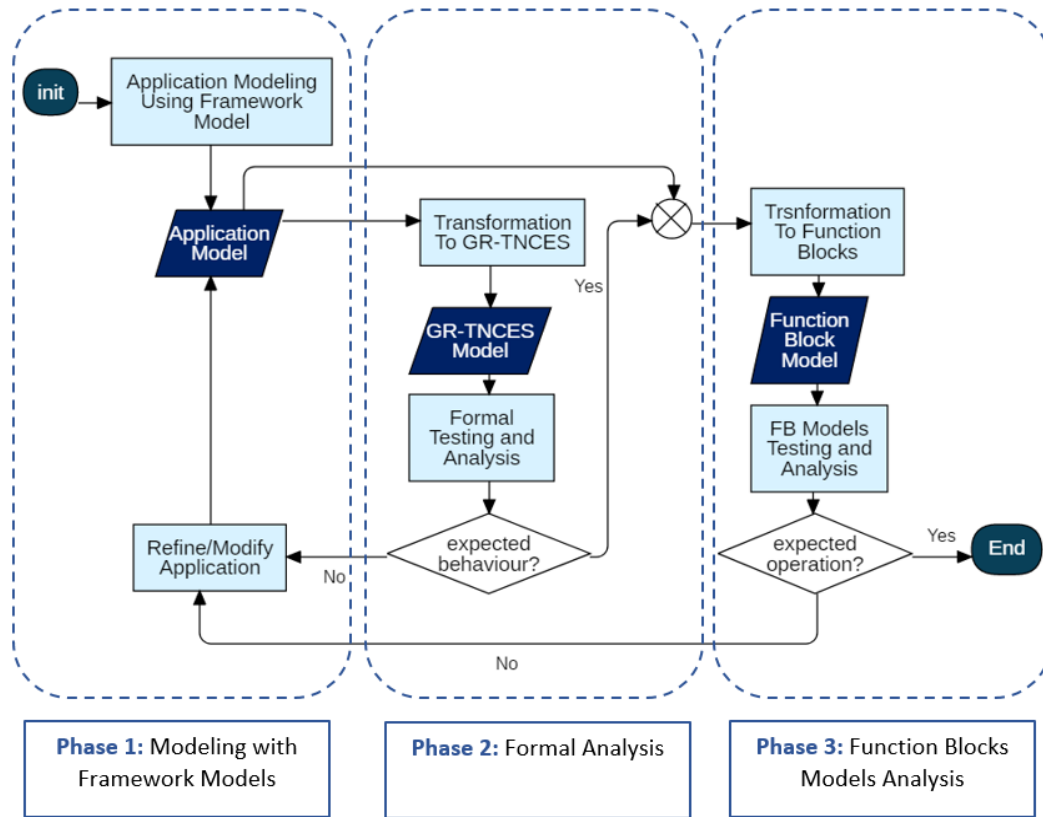 init
Application Modeling
Using Framework
Model
Application
Model
Refine/Modify
Application
Transformation
To GR-TNCES
Yes
GR-TNCES
Model
Formal
Testing and
Analysis
expected
behaviour?
No
Trsnformation
To Function
Blocks
Function
Block
Model
FB Models
Testing and
Analysis
expected
operation?
Yes
End
No
Phase 1: Modeling with
Framework Models
Phase 2: Formal Analysis
Phase 3: Function Blocks
Models Analysis